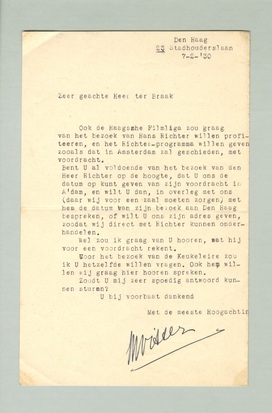 Den Haag
Stadhouderslaan
7-2-'30
Zeer geachte Heer ter Braak
Ook de Haagsche Filmliga zou graag
van het bezoek van Hans Richter willen profi-
teeren, en het Richter-programma willen geven
zooals dat in Amsterdam zal geschieden, met
voordracht.
Bent U al voldoende van het bezoek van den
Heer Richter op de hoogte, dat U ons de
datum op kunt geven van zijn voordracht in
A'dam, en wilt U dan, in overleg met ons
(daar wij voor een zaal moeten zorgen, met
hem de datum van zijn bezoek aan Den Haag
bespreken, of wilt U ons zijn adres geven,
zoodat wij direct met Richter kunnen onder-
handelen.
Wel zou ik graag van U hooren, wat hij
voor een voordracht rekent.
Voor het bezoek van de Keukeleire zou
ik U hetzelfde willen vragen. Ook hem wil-
len wij graag hier hooren spreken.
Zoudt U mij zeer spoedig antwoord kun-
nen sturen?
U bij voorbaat dankend
Met de meeste Hoogachtin